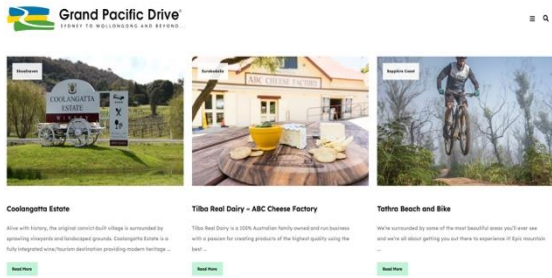 Grand Pacific Drive
SYDNEY TO WOLLONGONG AND BEYOND...
Shoalhaven
COOLANGATTA
ESTATE
WINERY
Eurobodalla
ABC CHEESE FACTORY
Sapphire Coast
Coolangatta Estate
Alive with history, the original convict-built village is surrounded by
sprawling vineyards and landscaped grounds. Coolangatta Estate is a
fully integrated wine/tourism destination providing modern heritage ...
Read More
Tilba Real Dairy – ABC Cheese Factory
Tilba Real Dairy is a 100% Australian family owned and run business
with a passion for creating products of the highest quality using the
best ...
Read More
Tathra Beach and Bike
We're surrounded by some of the most beautiful areas you'll ever see
and we're all about getting you out there to experience it! Epic mountain
...
Read More